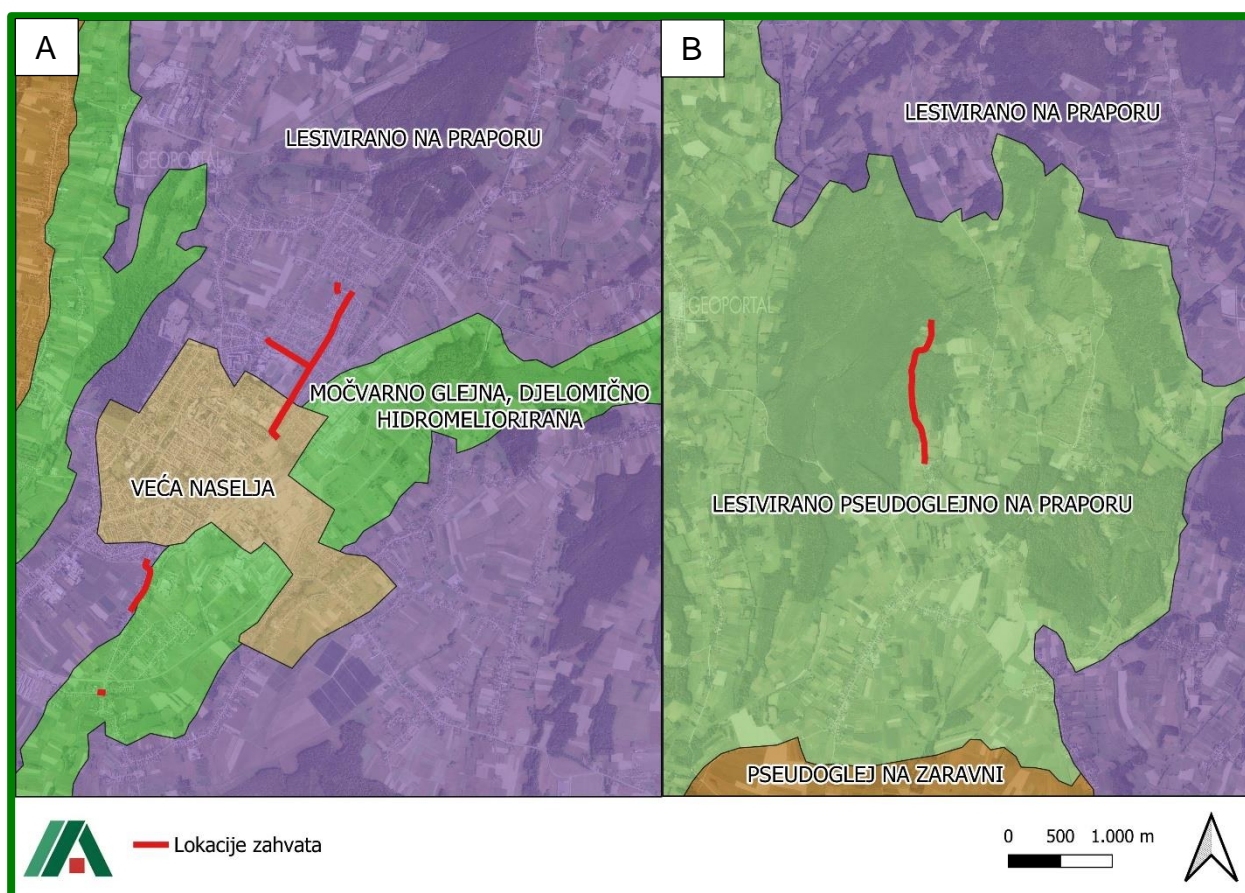 A
B
LESIVIRANO NA PRAPORU
LESIVIRANO NA PRAPORU
GEOPORTAL
GEOPORTAL
MOČVARNO GLEJNA, DJELOMIČNO
HIDROMELIORIRANA
VEĆA NASELJA
LESIVIRANO PSEUDOGLEJNO NA PRAPORU
PSEUDOGLEJ NA ZARAVNI
Lokacije zahvata
0 500 1.000 m